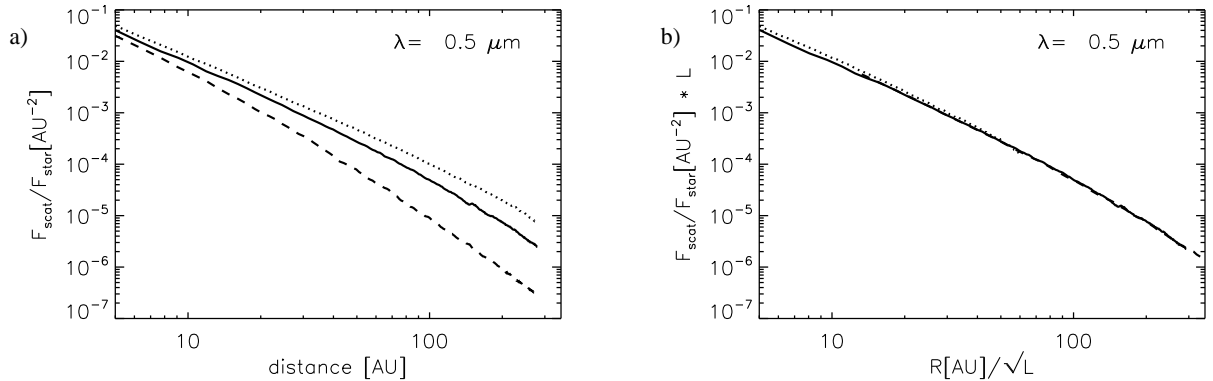 a)
λ= 0.5 μm
F_scat/F_star[AU⁻²]
10⁻¹
10⁻²
10⁻³
10⁻⁴
10⁻⁵
10⁻⁶
10⁻⁷
10 100
distance [AU]
b)
λ= 0.5 μm
F_scat/F_star[AU⁻²] * L
10⁻¹
10⁻²
10⁻³
10⁻⁴
10⁻⁵
10⁻⁶
10⁻⁷
10 100
R[AU]/√L